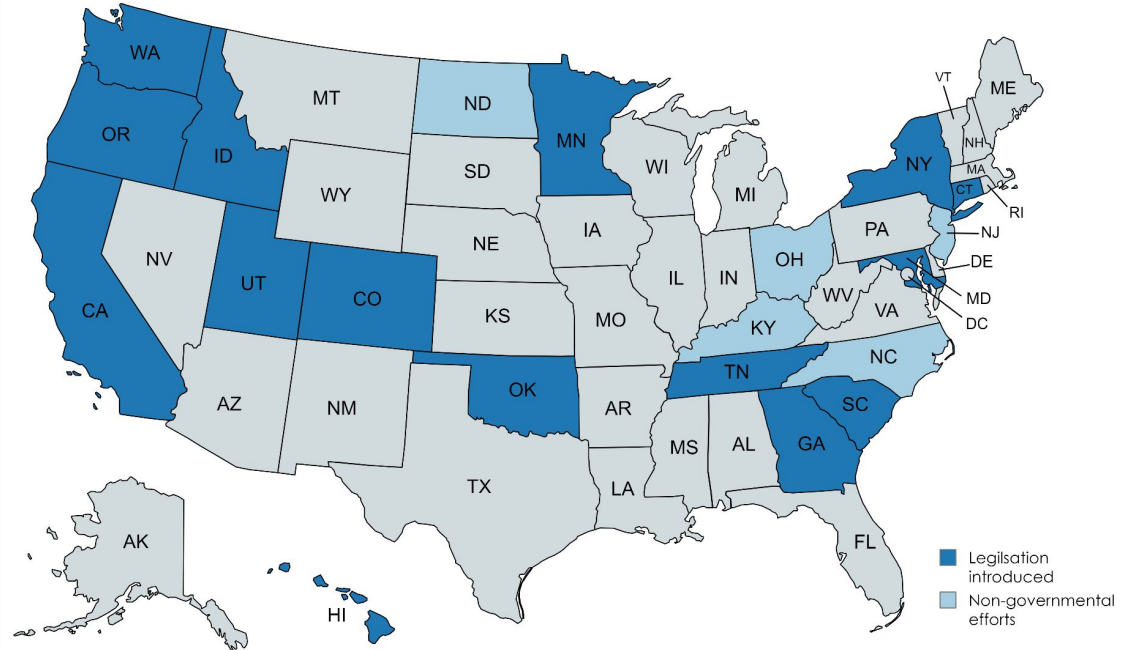 WA
VT
ME
MT
ND
OR
MN
NH
ID
WI
NY
MA
SD
CT
WY
MI
RI
IA
PA
NJ
NE
NV
OH
DE
IL
IN
UT
CO
WV
MD
CA
VA
KS
MO
DC
KY
NC
TN
OK
AZ
NM
AR
SC
MS
AL
GA
TX
LA
AK
FL
HI
Legilsation
introduced
Non-governmental
efforts